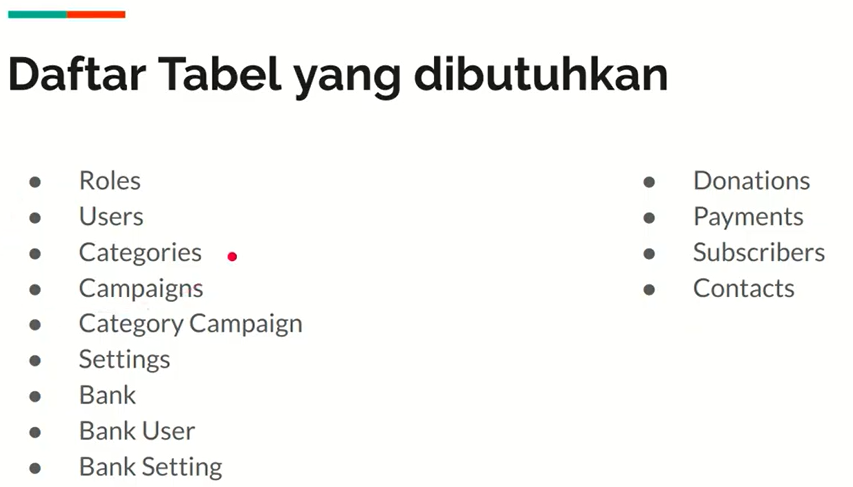 Daftar Tabel yang dibutuhkan
● Roles
● Users
● Categories
● Campaigns
● Category Campaign
● Settings
● Bank
● Bank User
● Bank Setting
● Donations
● Payments
● Subscribers
● Contacts